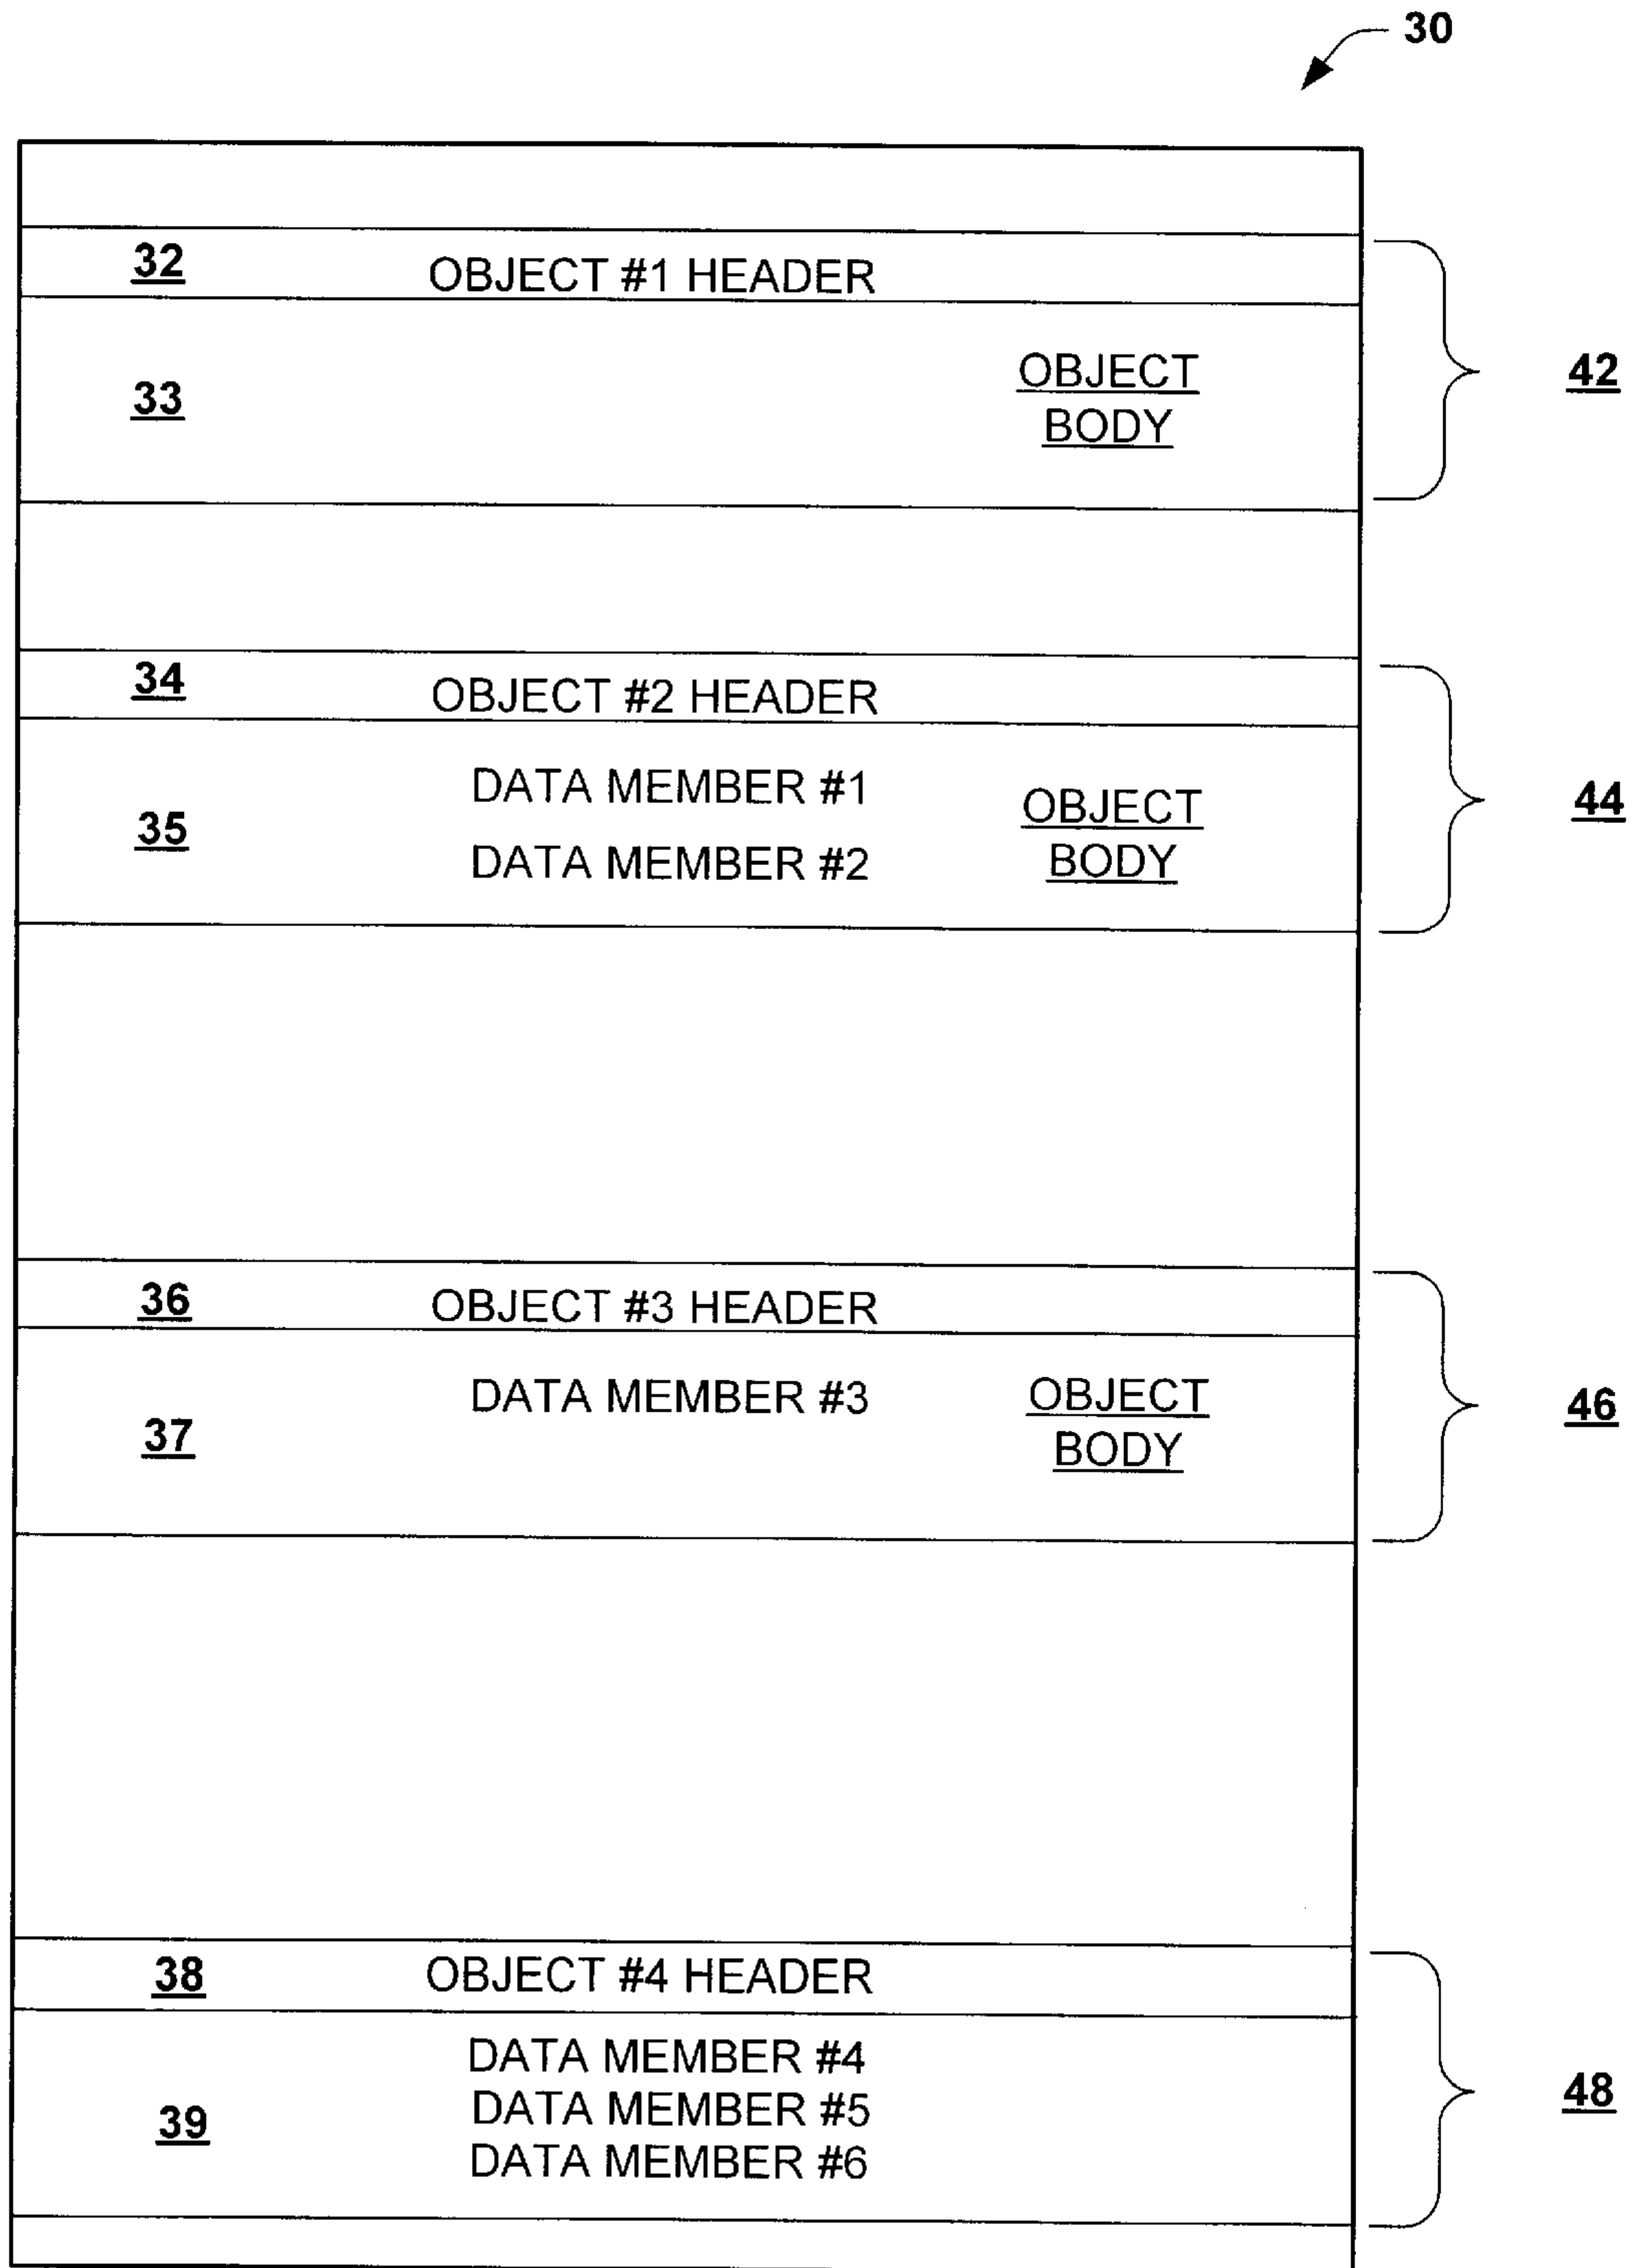 30
32 OBJECT #1 HEADER
33 OBJECT
BODY
42
34 OBJECT #2 HEADER
35 DATA MEMBER #1
DATA MEMBER #2
OBJECT
BODY
44
36 OBJECT #3 HEADER
37 DATA MEMBER #3
OBJECT
BODY
46
38 OBJECT #4 HEADER
39 DATA MEMBER #4
DATA MEMBER #5
DATA MEMBER #6
48